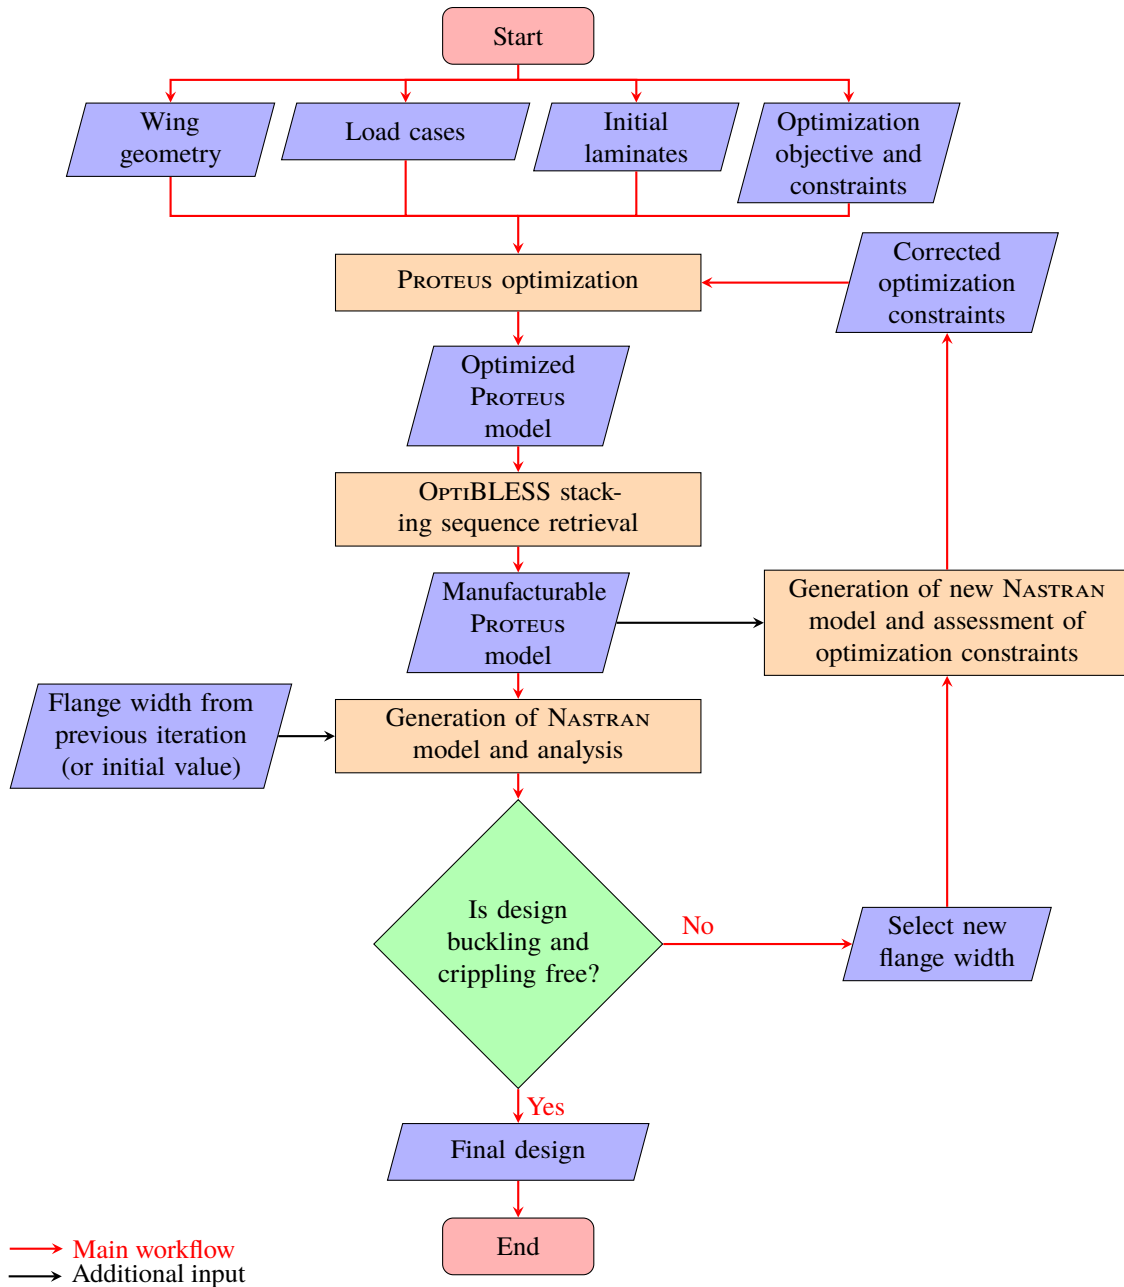 Start
Wing
geometry
Load cases
Initial
laminates
Optimization
objective and
constraints
PROTEUS optimization
Corrected
optimization
constraints
Optimized
PROTEUS
model
OPTIBLESS stack-
ing sequence retrieval
Manufacturable
PROTEUS
model
Generation of new NASTRAN
model and assessment of
optimization constraints
Flange width from
previous iteration
(or initial value)
Generation of NASTRAN
model and analysis
Is design
buckling and
crippling free?
No
Select new
flange width
Yes
Final design
End
Main workflow
Additional input